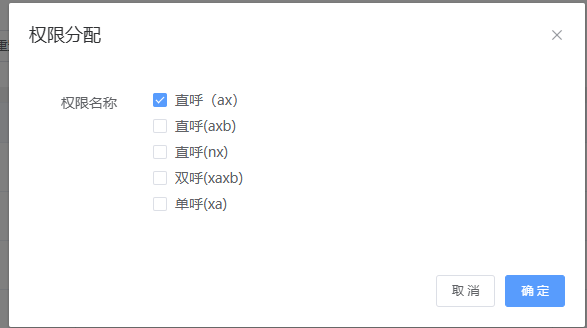 权限分配
权限名称
直呼（ax）
直呼(axb)
直呼(nx)
双呼(xaxb)
单呼(xa)
取消 确定